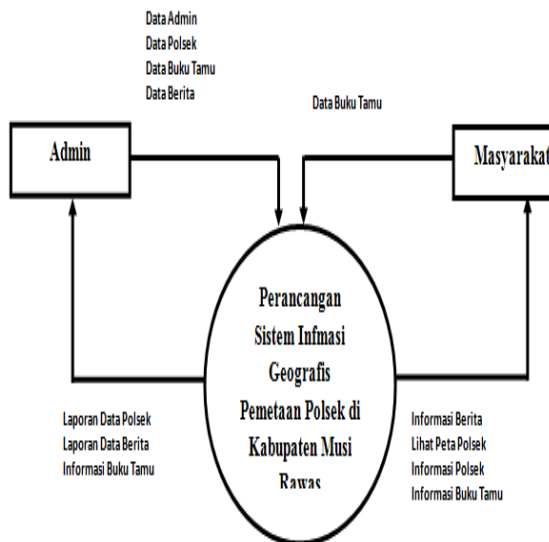 Data Admin
Data Polsek
Data Buku Tamu
Data Berita
Data Buku Tamu
Admin
Masyarakat
Perancangan
Sistem Infmasi
Geografis
Pemetaan Polsek di
Kabupaten Musi
Rawas
Laporan Data Polsek
Laporan Data Berita
Informasi Buku Tamu
Informasi Berita
Lihat Peta Polsek
Informasi Polsek
Informasi Buku Tamu